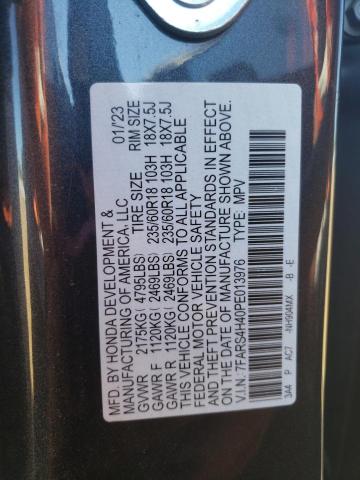 MFD. BY HONDA DEVELOPMENT & 01/23
MANUFACTURING OF AMERICA, LLC. TIRE SIZE RIM SIZE
GVWR 2175KG( 4795LBS)
GAWR F 1120KG( 2469LBS) 235/60R18 103H 18X7.5J
GAWR R 1120KG( 2469LBS) 235/60R18 103H 18X7.5J
THIS VEHICLE CONFORMS TO ALL APPLICABLE
FEDERAL MOTOR VEHICLE SAFETY
AND THEFT PREVENTION STANDARDS IN EFFECT
ON THE DATE OF MANUFACTURE SHOWN ABOVE.
V.I.N. 7FARS4H40PE013976 TYPE: MPV
3A4 P AC7 -NH904MX -B -E